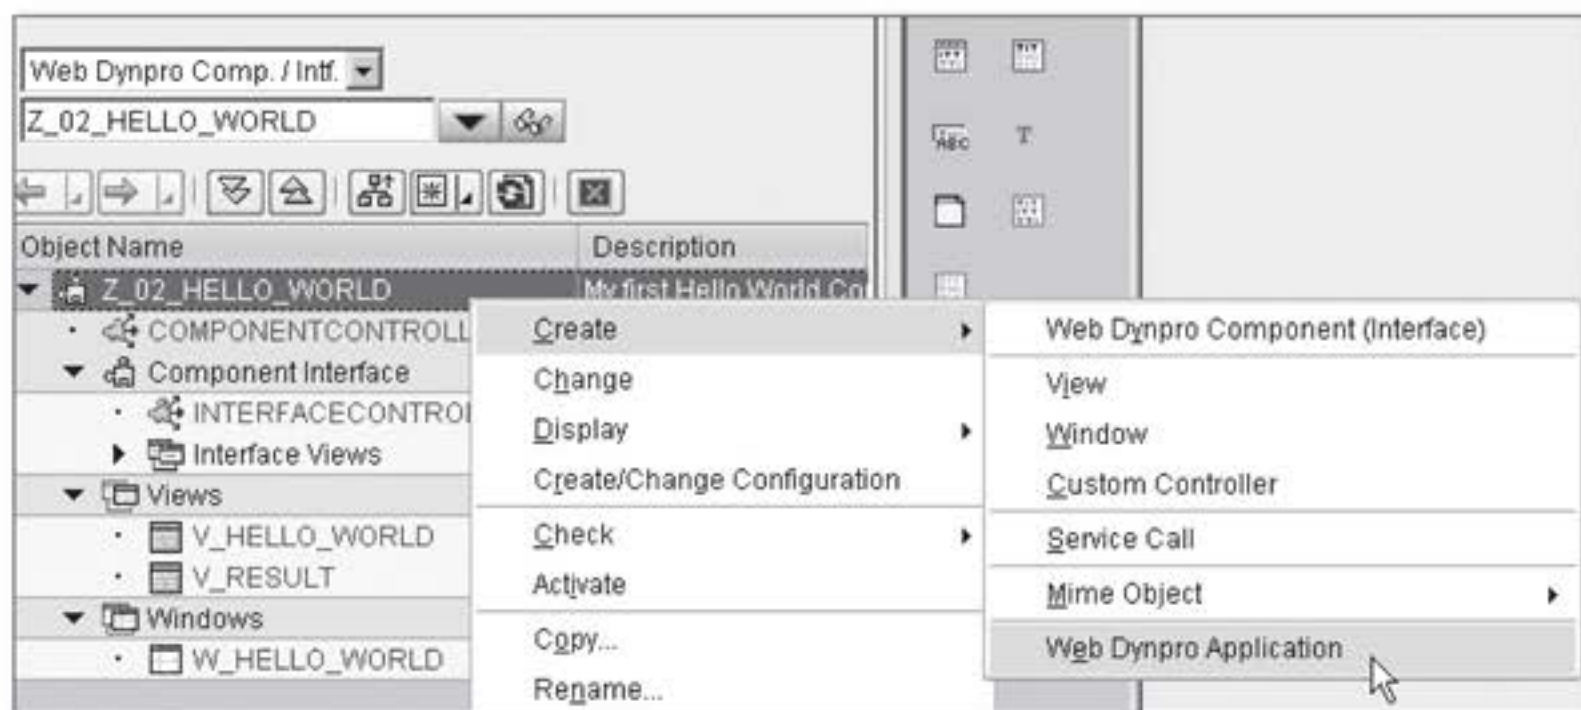 Web Dynpro Comp. / Intf.
Z_02_HELLO_WORLD
Object Name Description
Z_02_HELLO_WORLD My first Hello World Co
COMPONENTCONTROLL
Component Interface
INTERFACECONTRO
Interface Views
Views
V_HELLO_WORLD
V_RESULT
Windows
W_HELLO_WORLD
Create
Change
Display
Create/Change Configuration
Check
Activate
Copy...
Rename...
Web Dynpro Component (Interface)
View
Window
Custom Controller
Service Call
Mime Object
Web Dynpro Application
ABC
T